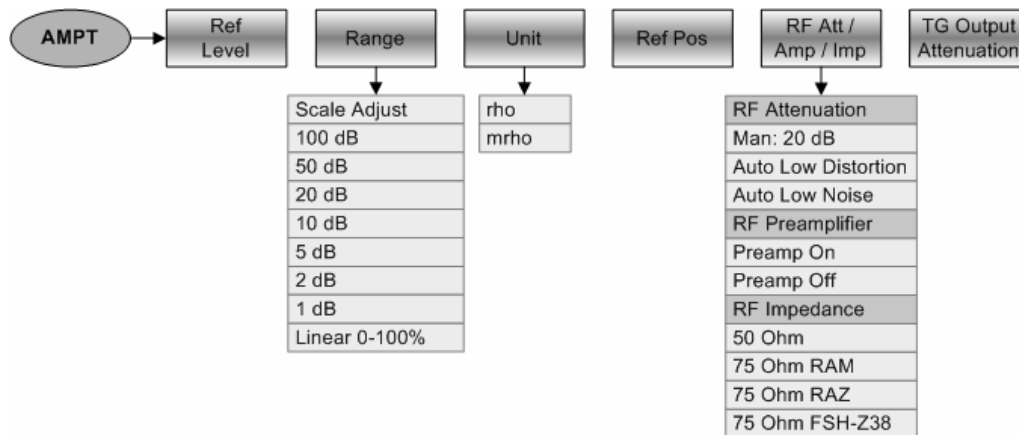 AMPT
Ref
Level
Range
Unit
Ref Pos
RF Att /
Amp / Imp
TG Output
Attenuation
Scale Adjust
100 dB
50 dB
20 dB
10 dB
5 dB
2 dB
1 dB
Linear 0-100%
rho
mrho
RF Attenuation
Man: 20 dB
Auto Low Distortion
Auto Low Noise
RF Preamplifier
Preamp On
Preamp Off
RF Impedance
50 Ohm
75 Ohm RAM
75 Ohm RAZ
75 Ohm FSH-Z38